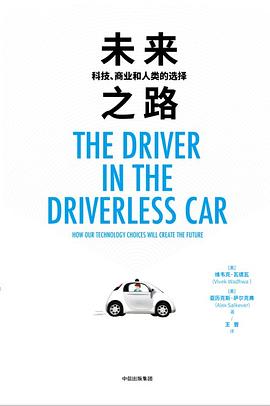 未来
科技、商业和人类的选择
之路
THE DRIVER
IN THE
DRIVERLESS CAR
HOW OUR TECHNOLOGY CHOICES WILL CREATE THE FUTURE
[美]
维韦克·瓦德瓦
(Vivek Wadhwa)
[美]
亚历克斯·萨尔克弗
(Alex Salkever)
著
王晋
译
中信出版集团